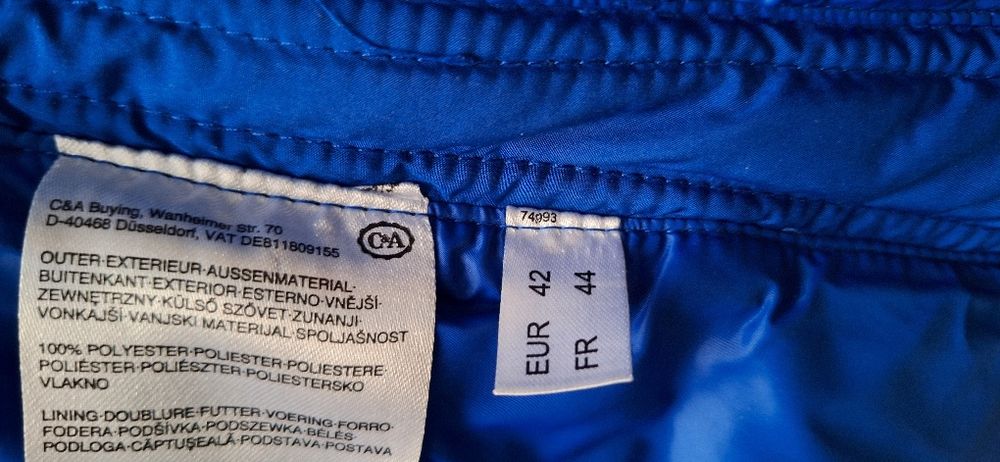 C&A Buying, Wanheimer Str. 70
D-40468 Düsseldorf, VAT DE811809155
C&A
OUTER·EXTERIEUR·AUSSENMATERIAL·
BUITENKANT·EXTERIOR·ESTERNO·VNĚJŠÍ·
ZEWNĘTRZNY·KÜLSŐ SZÖVET·ZUNANJI·
VONKAJŠÍ·VANJSKI MATERIJAL·SPOLJAŠNOST
100% POLYESTER·POLIESTER·POLIESTERE·
POLIÉSTER·POLIÉSZTER·POLIESTERSKO
VLAKNO
LINING·DOUBLURE·FUTTER·VOERING·FORRO·
FODERA·PODŠÍVKA·PODSZEWKA·BÉLÉS·
PODLOGA·CĂPTUŞEALĂ·PODSTAVA·POSTAVA
74993
EUR 42
FR 44